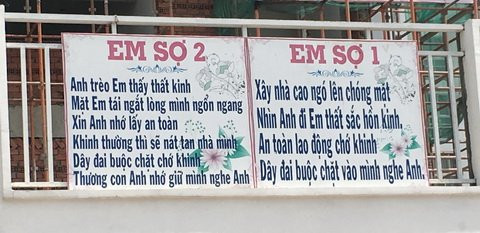 EM SỢ 2
Anh trèo Em thấy thất kinh
Mặt Em tái ngắt lòng mình ngổn ngang
Xin Anh nhớ lấy an toàn
Khinh thường thì sẽ nát tan nhà mình
Dây đai buộc chặt chớ khinh
Thương con Anh nhớ giữ mình nghe Anh
EM SỢ 1
Xây nhà cao ngó lên chóng mặt
Nhìn Anh đi Em thất sắc hồn kinh
An toàn lao động chớ khinh
Dây đai buộc chặt vào mình nghe Anh.